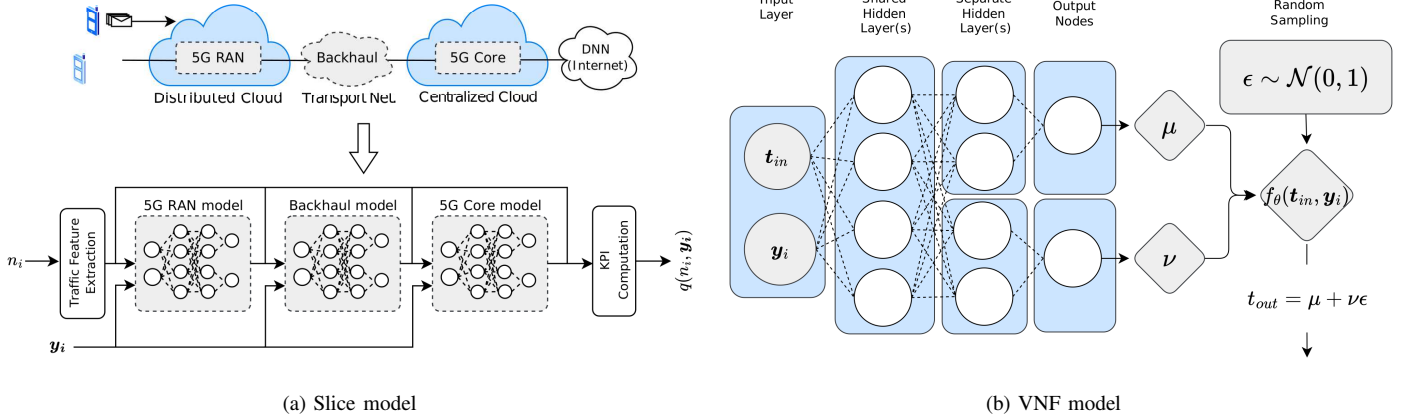 5G RAN
Backhaul
5G Core
DNN
(Internet)
Distributed Cloud
Transport Net.
Centralized Cloud
5G RAN model
Backhaul model
5G Core model
n_i
Traffic Feature
Extraction
KPI
Computation
q(n_i, y_i)
y_i
(a) Slice model
Input
Layer
Shared
Hidden
Layer(s)
Separate
Hidden
Layer(s)
Output
Nodes
Random
Sampling
ϵ ∼ 𝒩(0, 1)
t_in
y_i
μ
ν
f_θ(t_in, y_i)
t_out = μ + νϵ
(b) VNF model